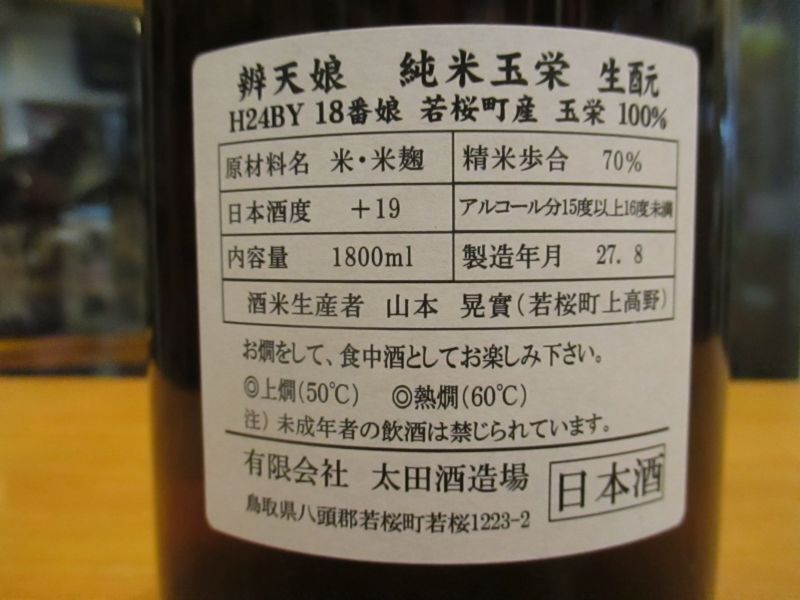 辨天娘 純米玉栄 生酛
H24BY 18番娘 若桜町産 玉栄 100%
原材料名 米・米麹 精米歩合 70%
日本酒度 +19 アルコール分15度以上16度未満
内容量 1800ml 製造年月 27. 8
酒米生産者 山本 晃實(若桜町上高野)
お燗をして、食中酒としてお楽しみ下さい。
◎上燗(50℃) ◎熱燗(60℃)
注)未成年者の飲酒は禁じられています。
有限会社 太田酒造場 日本酒
鳥取県八頭郡若桜町若桜1223-2